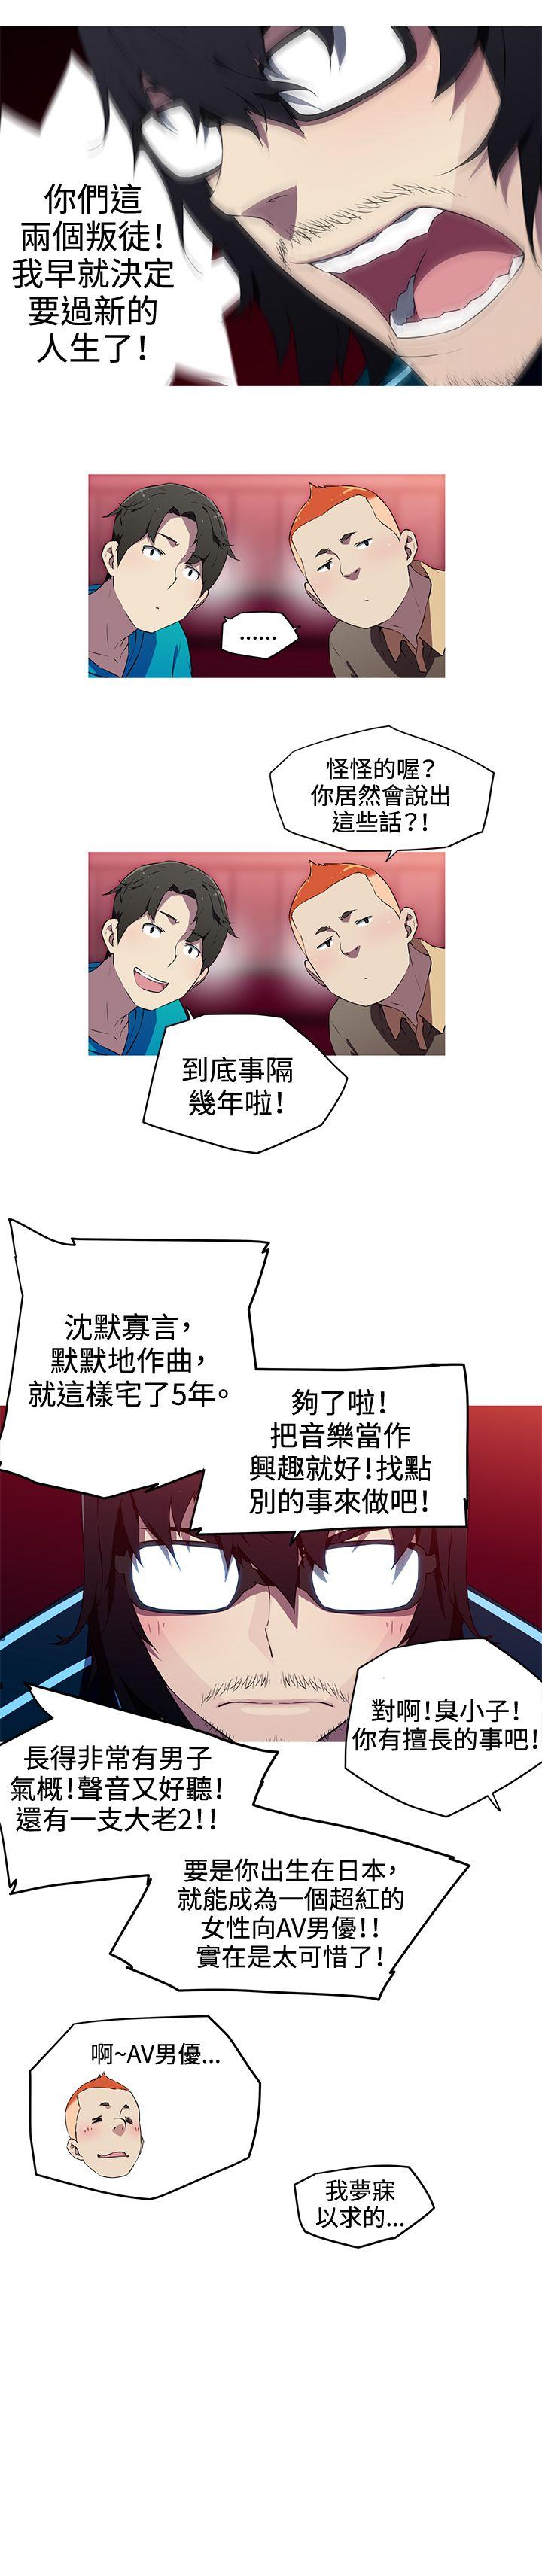 你們這
兩個叛徒！
我早就決定
要過新的
人生了！
……
怪怪的喔？
你居然會說出
這些話？！
到底事隔
幾年啦！
沈默寡言，
默默地作曲，
就這樣宅了5年。
夠了啦！
把音樂當作
興趣就好！找點
別的事來做吧！
對啊！臭小子！
你有擅長的事吧！
長得非常有男子
氣概！聲音又好聽！
還有一支大老2！！
要是你出生在日本，
就能成為一個超紅的
女性向AV男優！！
實在是太可惜了！
啊~AV男優…
我夢寐
以求的…